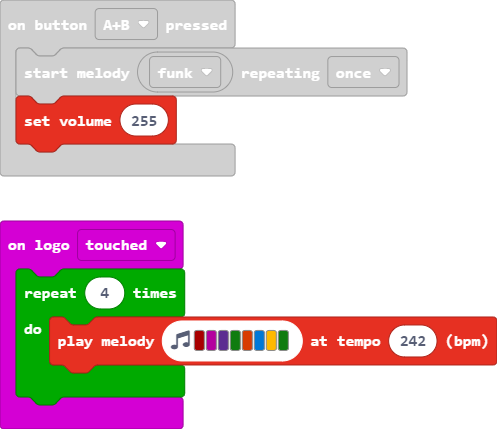 on button A+B pressed
start melody funk repeating once
set volume 255
on logo touched
repeat 4 times
do
play melody at tempo 242 (bpm)